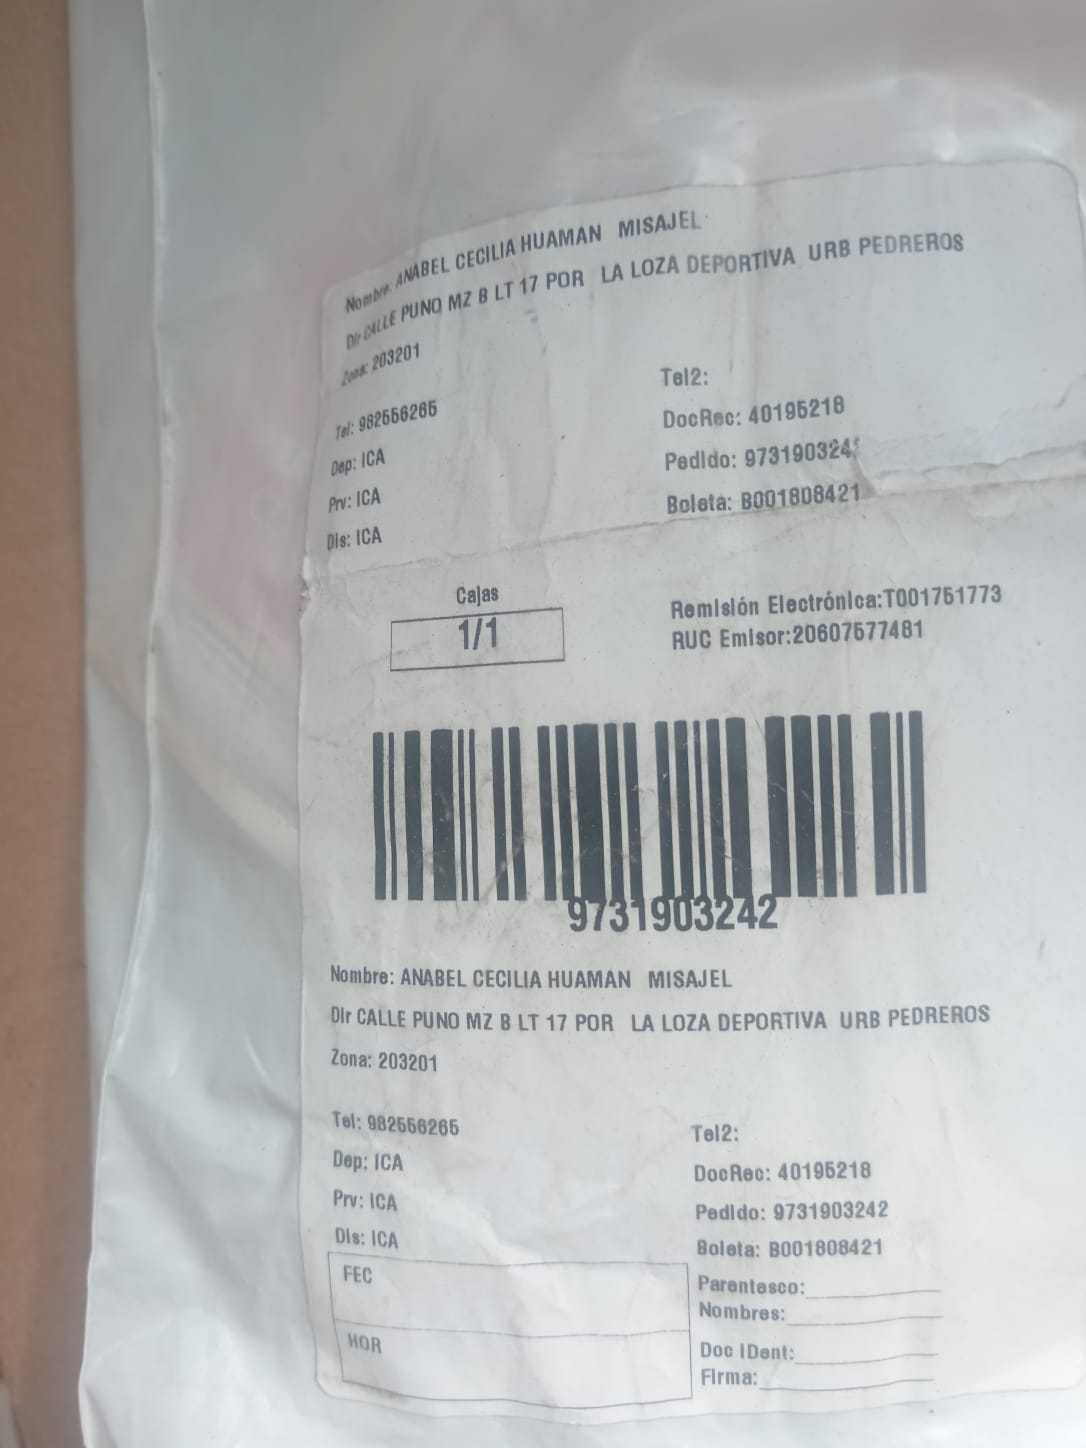 Nombre: ANABEL CECILIA HUAMAN MISAJEL
Dir CALLE PUNO MZ B LT 17 POR LA LOZA DEPORTIVA URB PEDREROS
Zona: 203201
Tel: 982556265
Dep: ICA
Prv: ICA
Dis: ICA
Tel2:
DocRec: 40195218
Pedido: 9731903242
Boleta: B001808421
Cajas
1/1
Remisión Electrónica:T001751773
RUC Emisor:20607577481
9731903242
Nombre: ANABEL CECILIA HUAMAN MISAJEL
Dir CALLE PUNO MZ B LT 17 POR LA LOZA DEPORTIVA URB PEDREROS
Zona: 203201
Tel: 982556265
Dep: ICA
Prv: ICA
Dis: ICA
Tel2:
DocRec: 40195218
Pedido: 9731903242
Boleta: B001808421
FEC
HOR
Parentesco:
Nombres:
Doc IDent:
Firma: